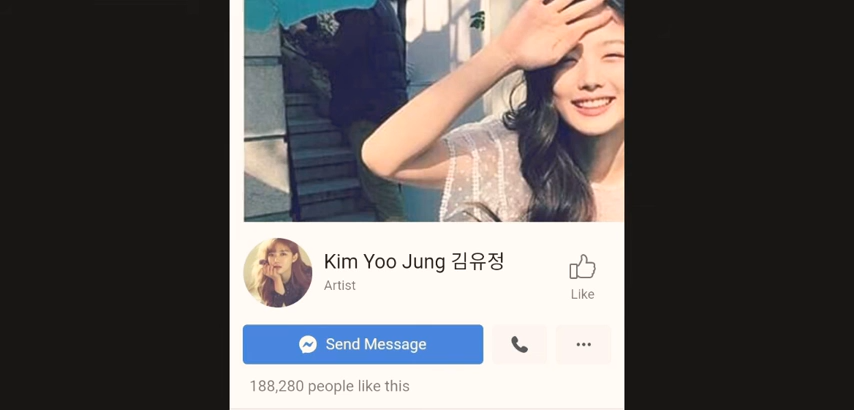 Kim Yoo Jung 김유정
Artist
Like
Send Message
188,280 people like this